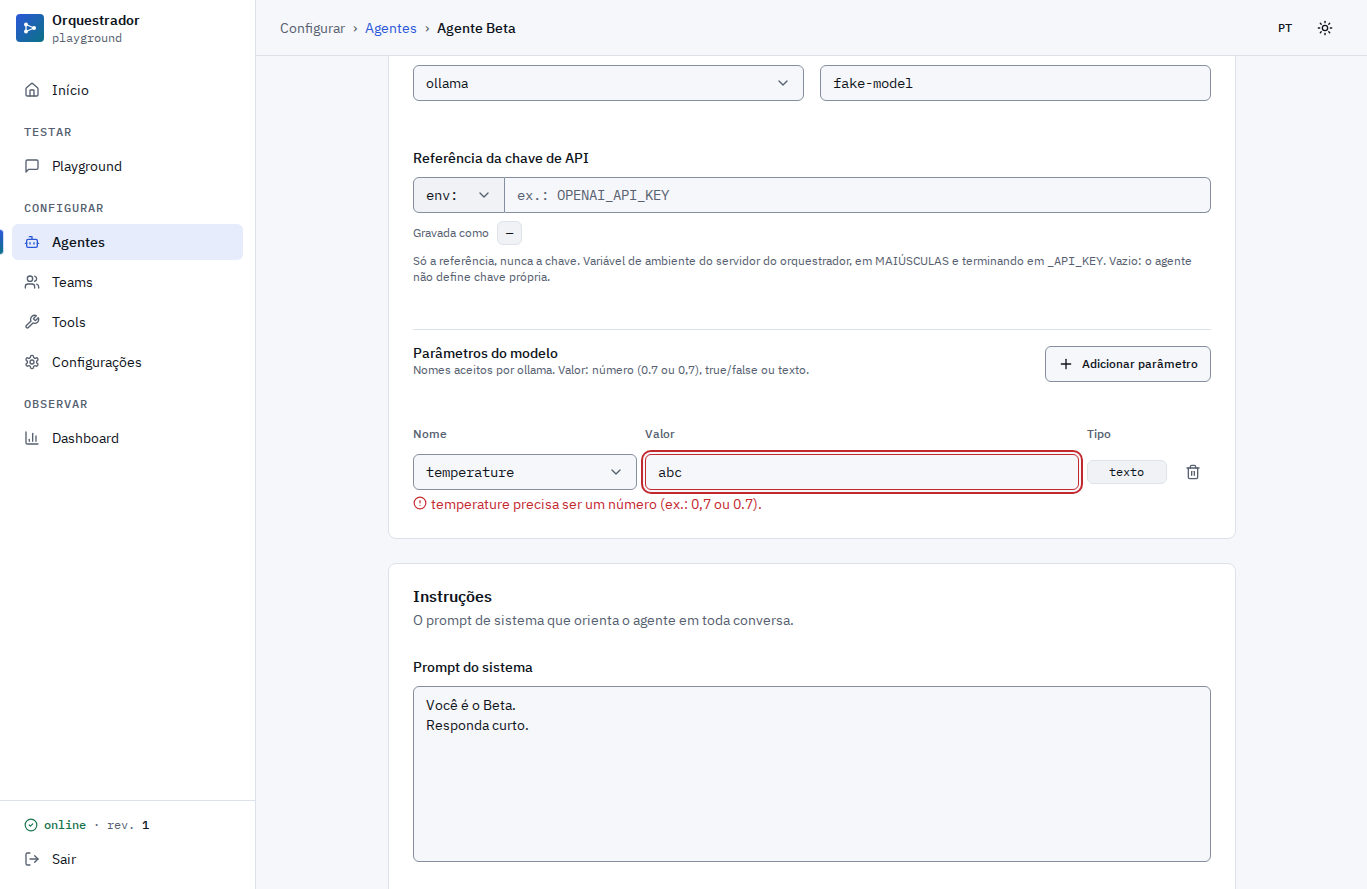 Orquestrador
playground
Início
TESTAR
Playground
CONFIGURAR
Agentes
Teams
Tools
Configurações
OBSERVAR
Dashboard
online · rev. 1
Sair
Configurar › Agentes › Agente Beta
PT
ollama
fake-model
Referência da chave de API
env:
ex.: OPENAI_API_KEY
Gravada como —
Só a referência, nunca a chave. Variável de ambiente do servidor do orquestrador, em MAIÚSCULAS e terminando em _API_KEY. Vazio: o agente
não define chave própria.
Parâmetros do modelo
Nomes aceitos por ollama. Valor: número (0.7 ou 0,7), true/false ou texto.
Adicionar parâmetro
Nome
Valor
Tipo
temperature
abc
texto
temperature precisa ser um número (ex.: 0,7 ou 0.7).
Instruções
O prompt de sistema que orienta o agente em toda conversa.
Prompt do sistema
Você é o Beta.
Responda curto.